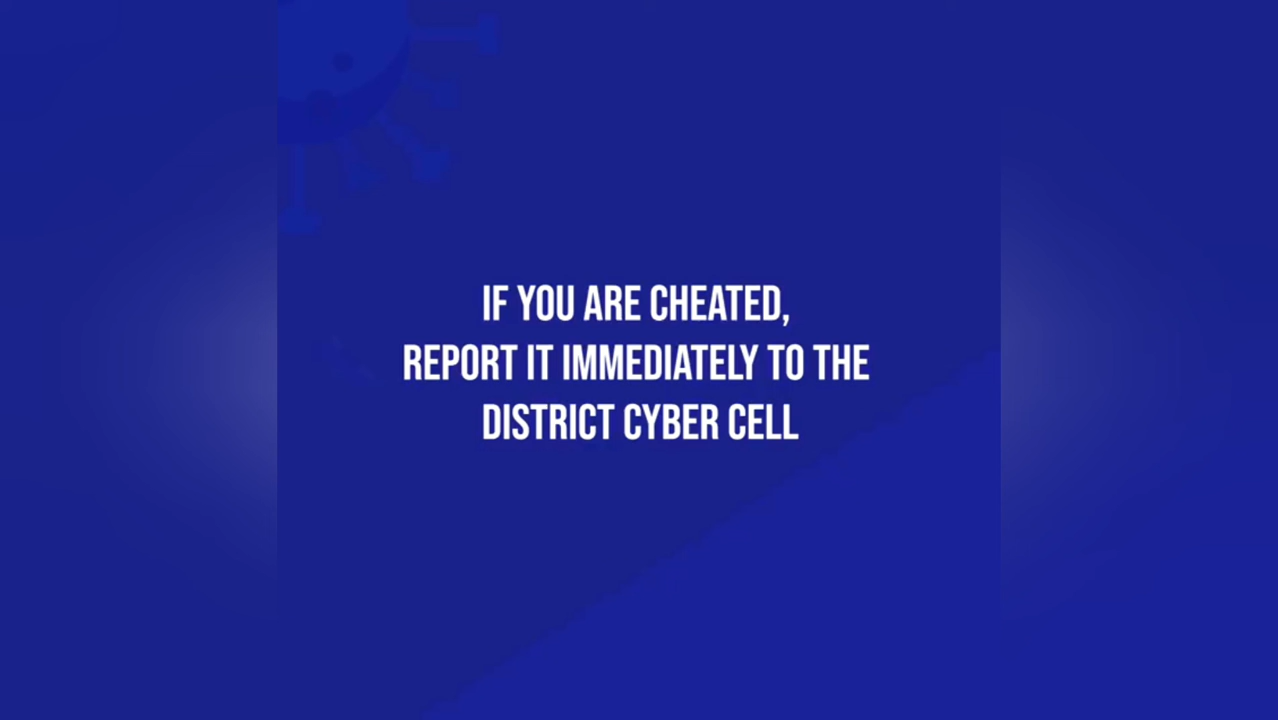 IF YOU ARE CHEATED,
REPORT IT IMMEDIATELY TO THE
DISTRICT CYBER CELL